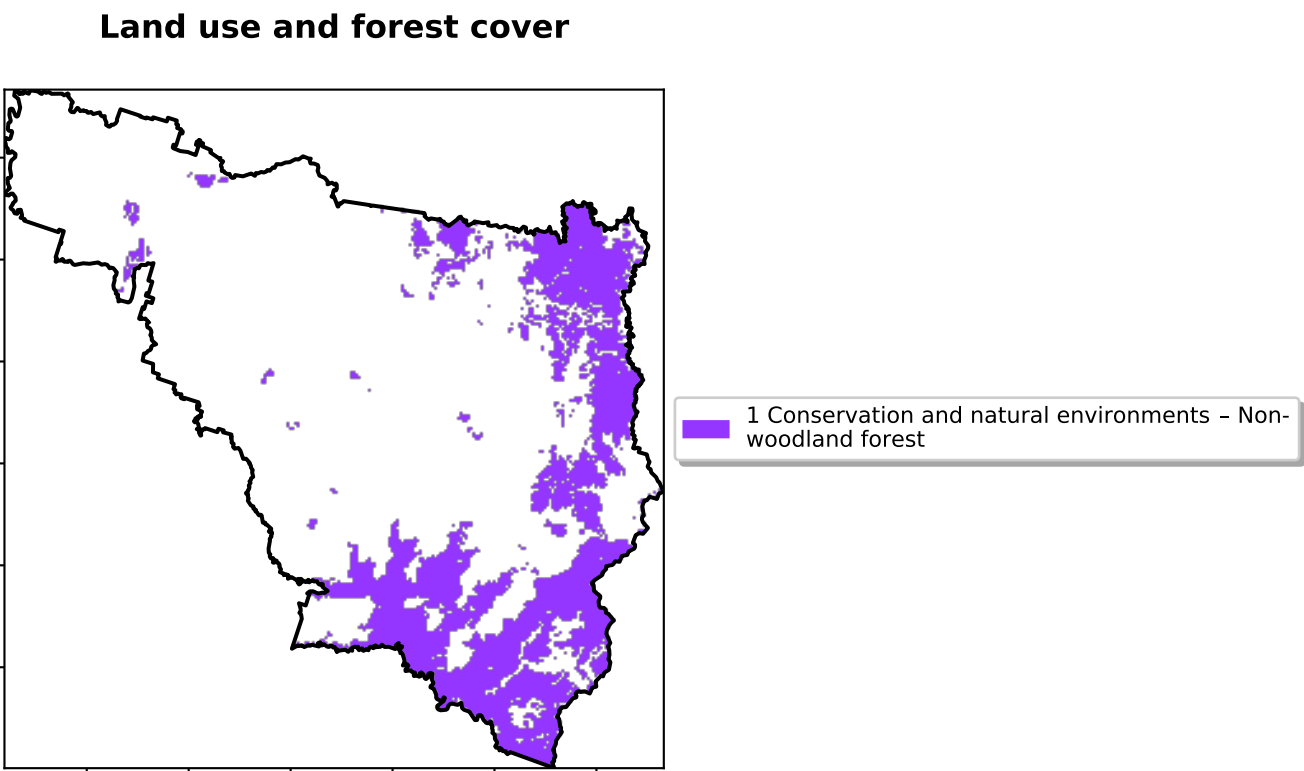 Land use and forest cover
1 Conservation and natural environments – Non-
woodland forest